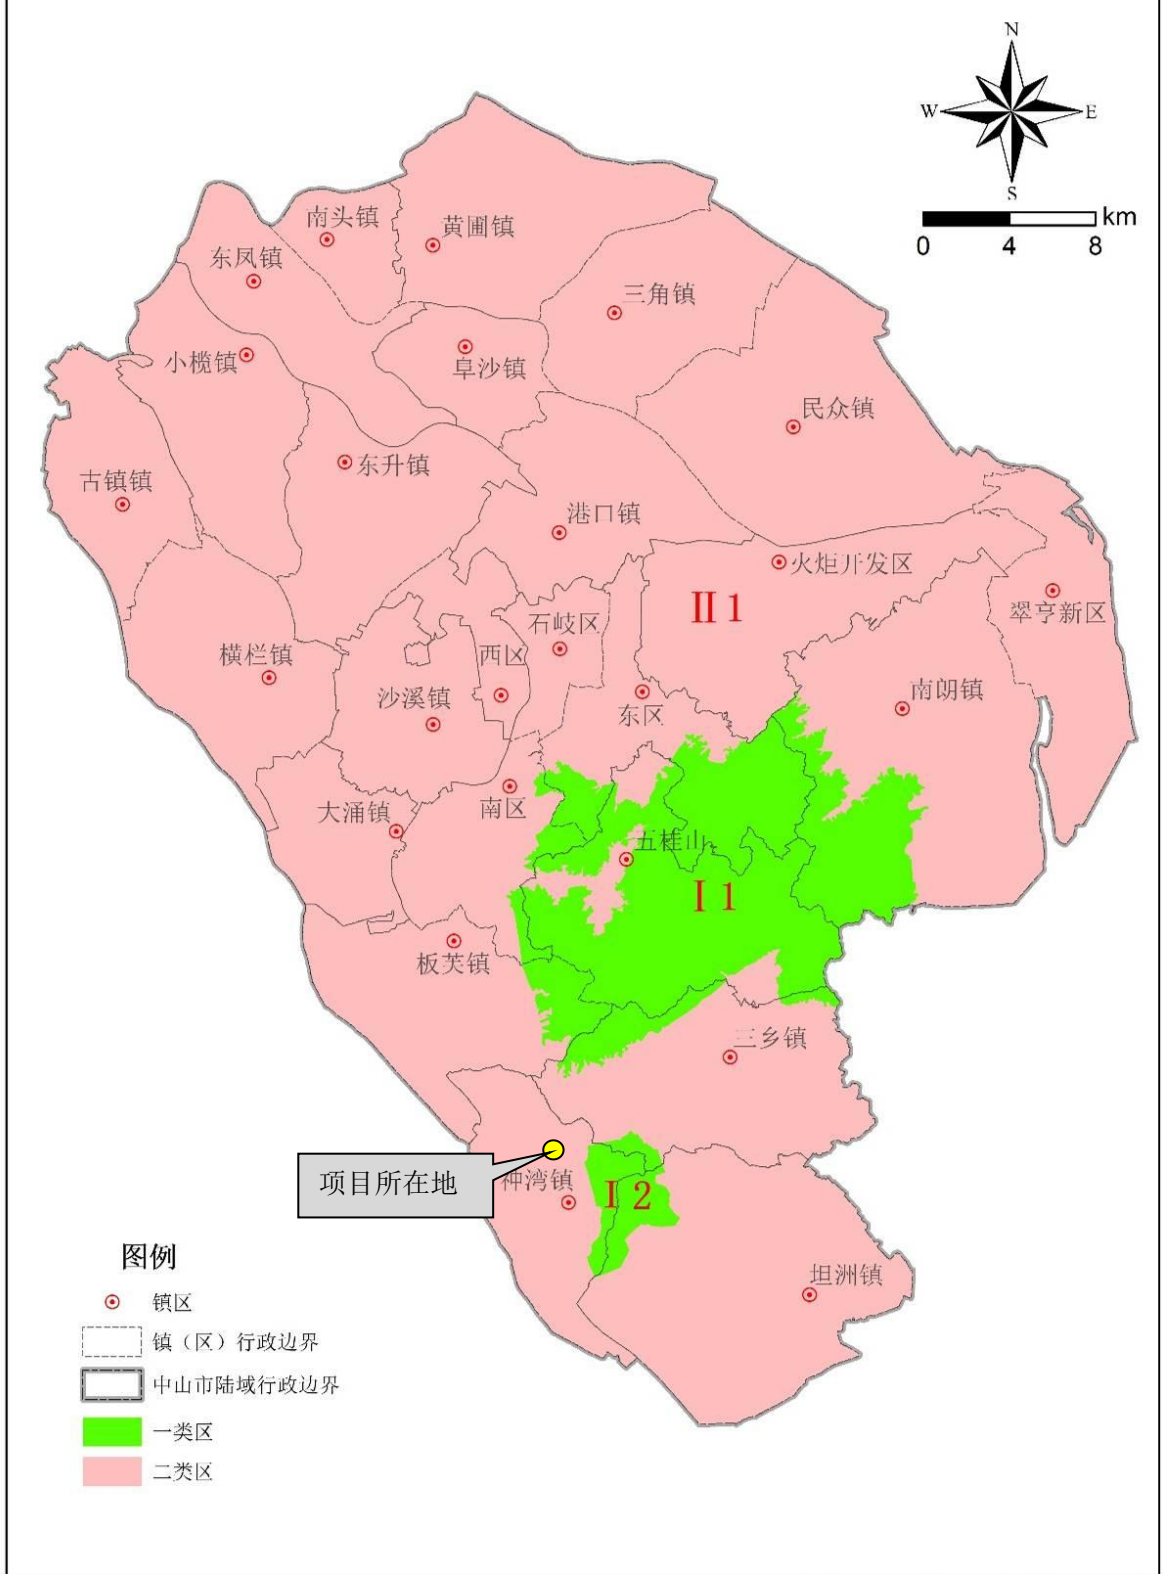 N
W
E
S
km
0
4
8
南头镇
黄圃镇
东凤镇
三角镇
小榄镇
阜沙镇
民众镇
东升镇
古镇镇
港口镇
火炬开发区
Ⅱ 1
翠亨新区
石岐区
横栏镇
西区
沙溪镇
东区
南朗镇
大涌镇
南区
五桂山
Ⅰ 1
板芙镇
三乡镇
项目所在地
神湾镇
Ⅰ 2
坦洲镇
图例
镇区
镇（区）行政边界
中山市陆域行政边界
一类区
二类区